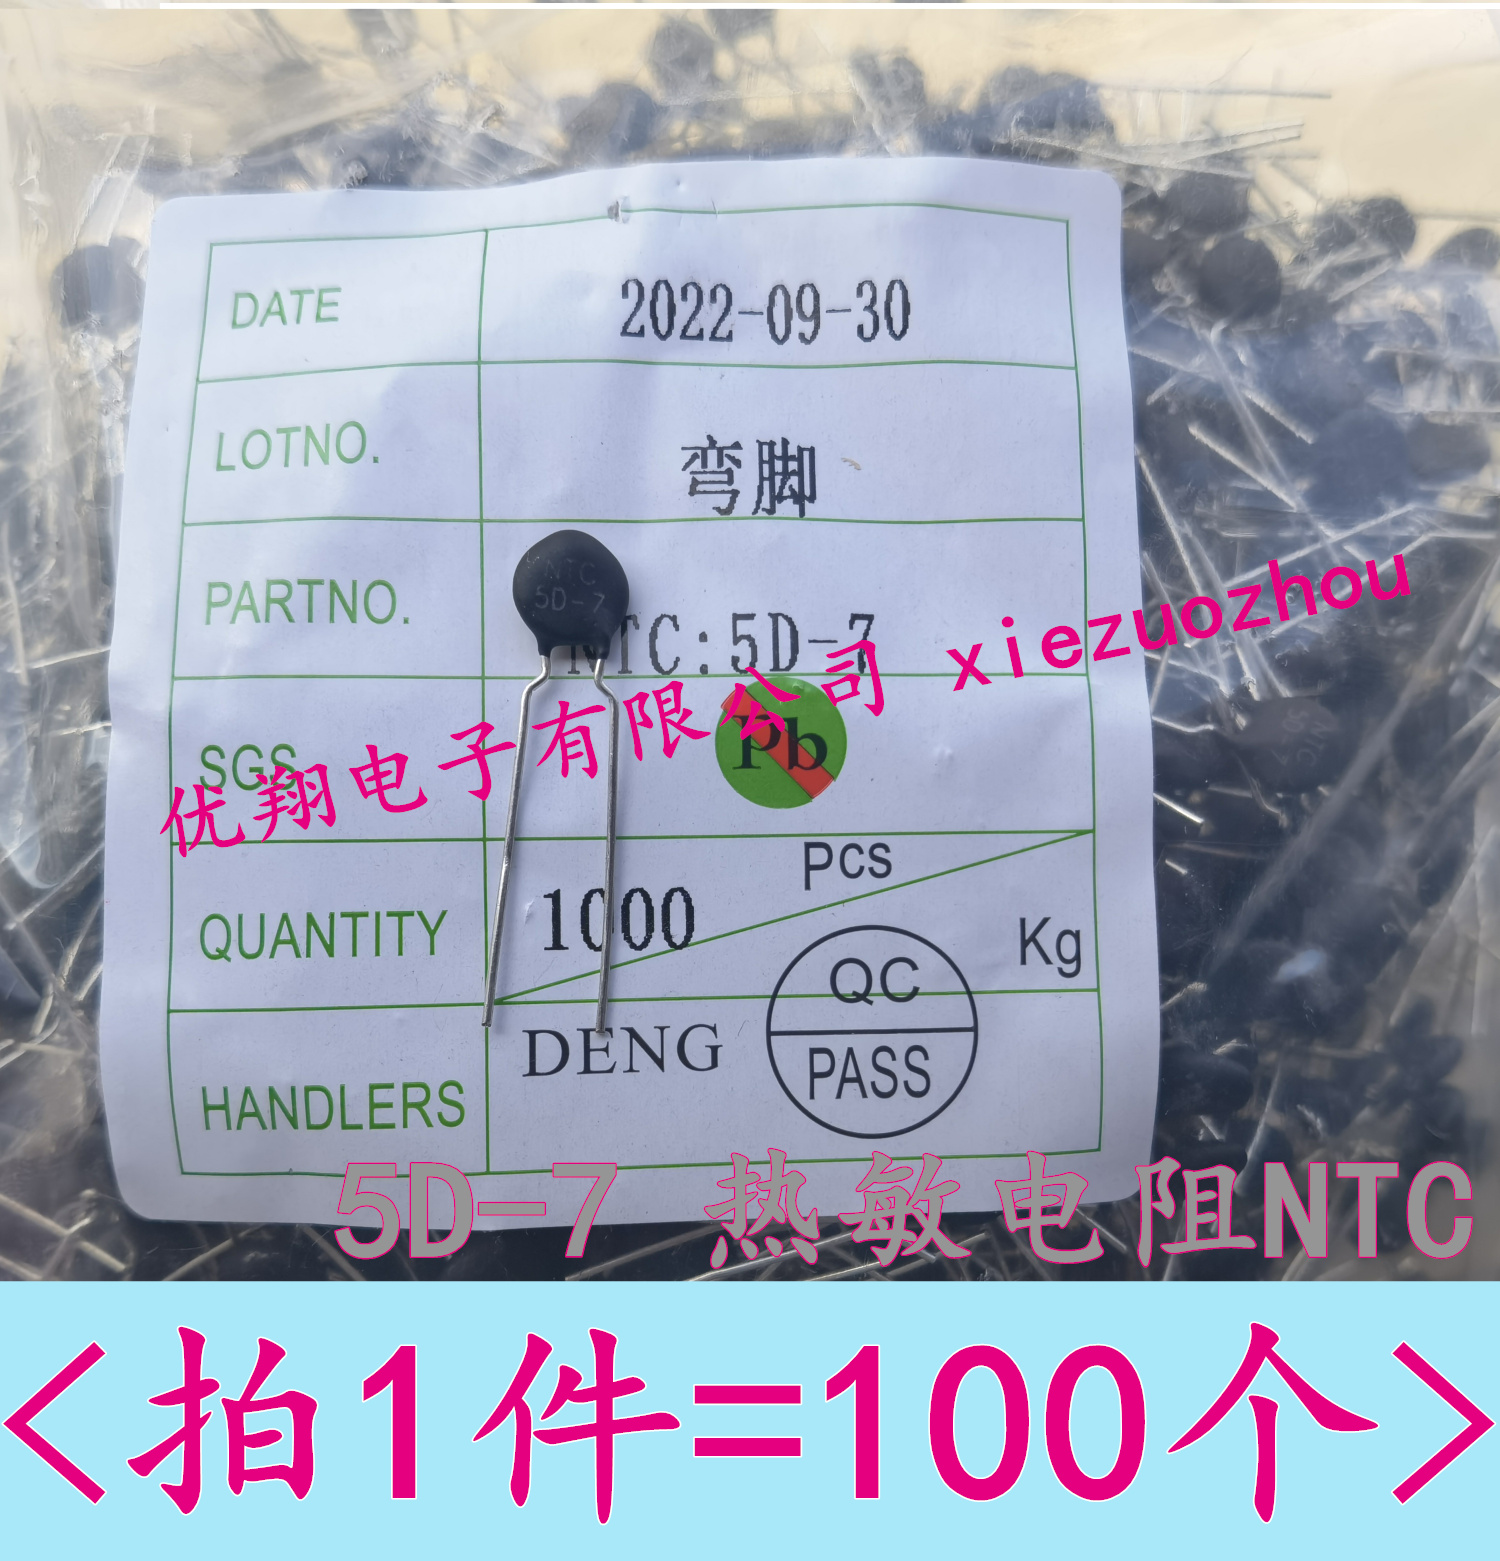 DATE 2022-09-30
LOTNO. 弯脚
NTC
5D-7
PARTNO. NTC:5D-7
优翔电子有限公司 xiezuozhou
SGS Pb
QUANTITY 1000 Pcs
Kg
QC
PASS
HANDLERS DENG
5D-7 热敏电阻NTC
<拍1件=100个>